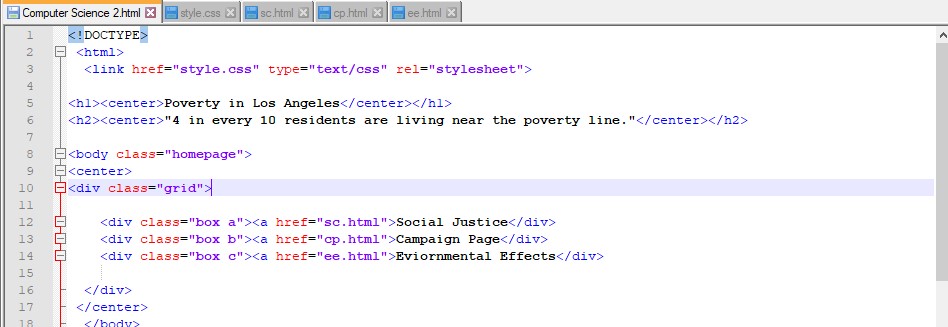 Computer Science 2.html style.css sc.html cp.html ee.html
1 <!DOCTYPE>
2 <html>
3 <link href="style.css" type="text/css" rel="stylesheet">
4
5 <h1><center>Poverty in Los Angeles</center></h1>
6 <h2><center>"4 in every 10 residents are living near the poverty line."</center></h2>
7
8 <body class="homepage">
9 <center>
10 <div class="grid">
11
12 <div class="box a"><a href="sc.html">Social Justice</div>
13 <div class="box b"><a href="cp.html">Campaign Page</div>
14 <div class="box c"><a href="ee.html">Eviornmental Effects</div>
15
16 </div>
17 </center>
18 </body>